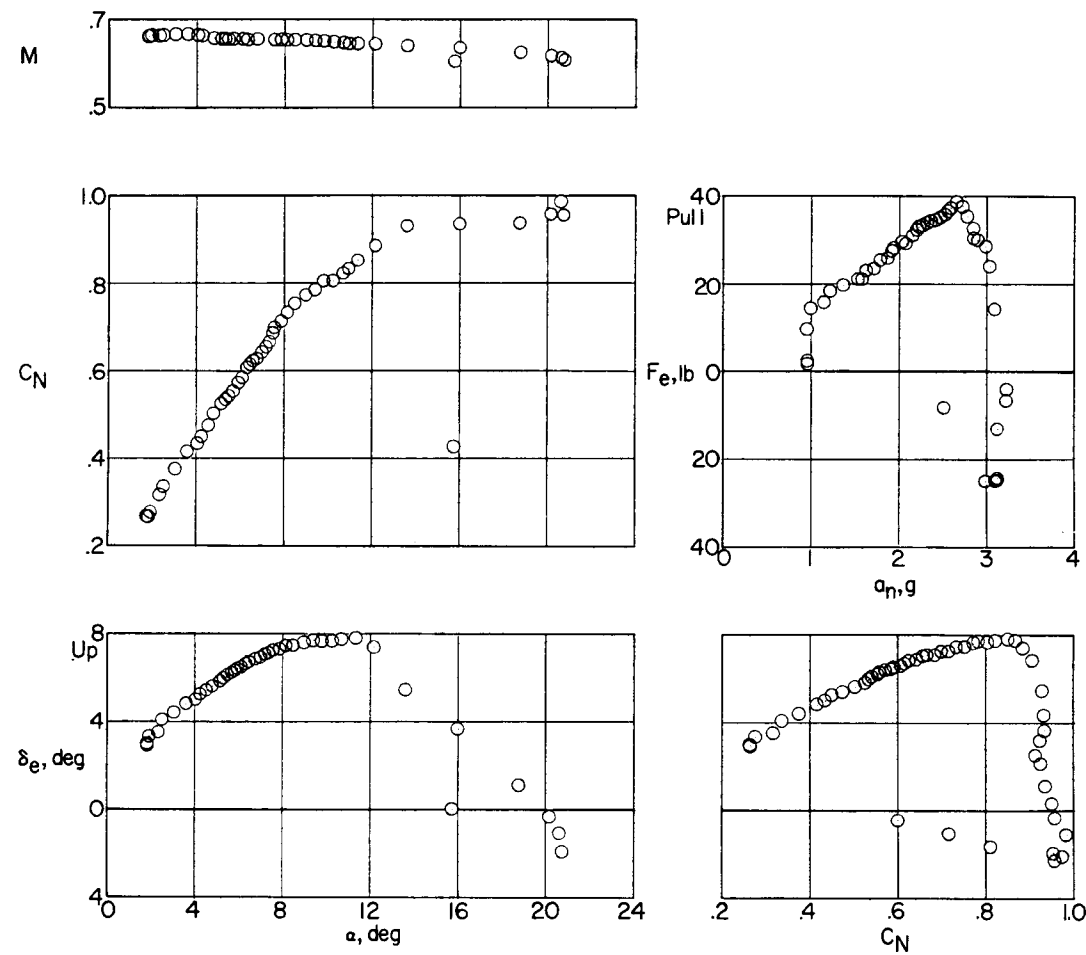 .7
M
.5
1.0
.8
C_N
.6
.4
.2
40
Pull
20
F_e, lb 0
20
40
0 1 2 3 4
a_n, g
8
Up
4
δ_e, deg
0
4
0 4 8 12 16 20 24
α, deg
.2 .4 .6 .8 1.0
C_N